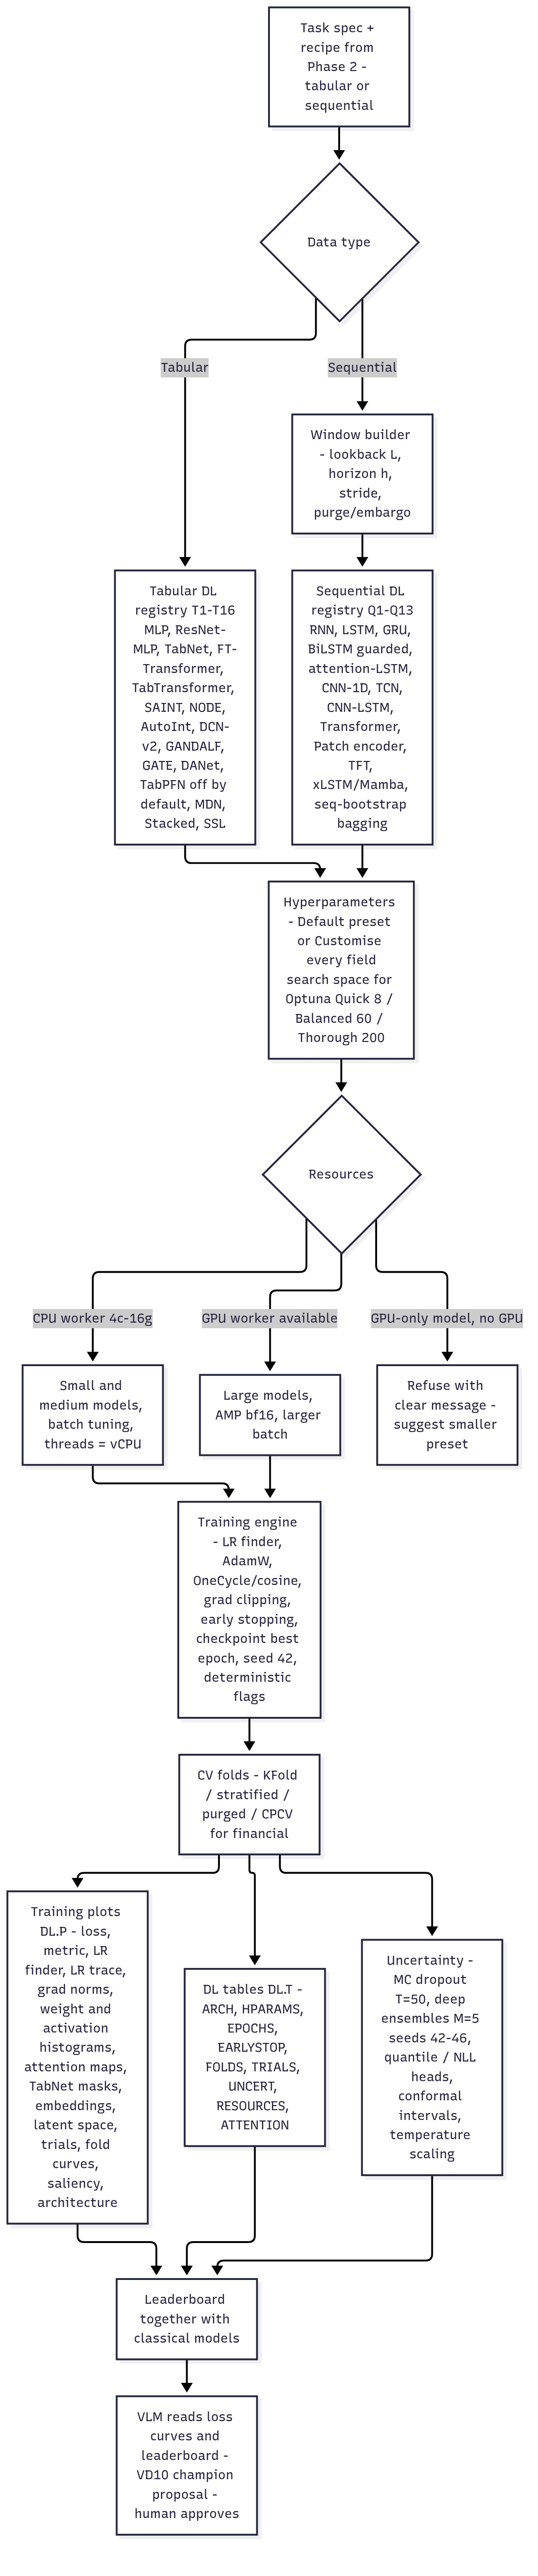 Task spec +
recipe from
Phase 2 -
tabular or
sequential
Data type
Tabular
Sequential
Window builder
- lookback L,
horizon h,
stride,
purge/embargo
Tabular DL
registry T1-T16
MLP, ResNet-
MLP, TabNet, FT-
Transformer,
TabTransformer,
SAINT, NODE,
AutoInt, DCN-
v2, GANDALF,
GATE, DANet,
TabPFN off by
default, MDN,
Stacked, SSL
Sequential DL
registry Q1-Q13
RNN, LSTM, GRU,
BiLSTM guarded,
attention-LSTM,
CNN-1D, TCN,
CNN-LSTM,
Transformer,
Patch encoder,
TFT,
xLSTM/Mamba,
seq-bootstrap
bagging
Hyperparameters
- Default preset
or Customise
every field
search space for
Optuna Quick 8 /
Balanced 60 /
Thorough 200
Resources
CPU worker 4c-16g
GPU worker available
GPU-only model, no GPU
Small and
medium models,
batch tuning,
threads = vCPU
Large models,
AMP bf16, larger
batch
Refuse with
clear message -
suggest smaller
preset
Training engine
- LR finder,
AdamW,
OneCycle/cosine,
grad clipping,
early stopping,
checkpoint best
epoch, seed 42,
deterministic
flags
CV folds - KFold
/ stratified /
purged / CPCV
for financial
Training plots
DL.P - loss,
metric, LR
finder, LR trace,
grad norms,
weight and
activation
histograms,
attention maps,
TabNet masks,
embeddings,
latent space,
trials, fold
curves,
saliency,
architecture
DL tables DL.T -
ARCH, HPARAMS,
EPOCHS,
EARLYSTOP,
FOLDS, TRIALS,
UNCERT,
RESOURCES,
ATTENTION
Uncertainty -
MC dropout
T=50, deep
ensembles M=5
seeds 42-46,
quantile / NLL
heads,
conformal
intervals,
temperature
scaling
Leaderboard
together with
classical models
VLM reads loss
curves and
leaderboard -
VD10 champion
proposal -
human approves